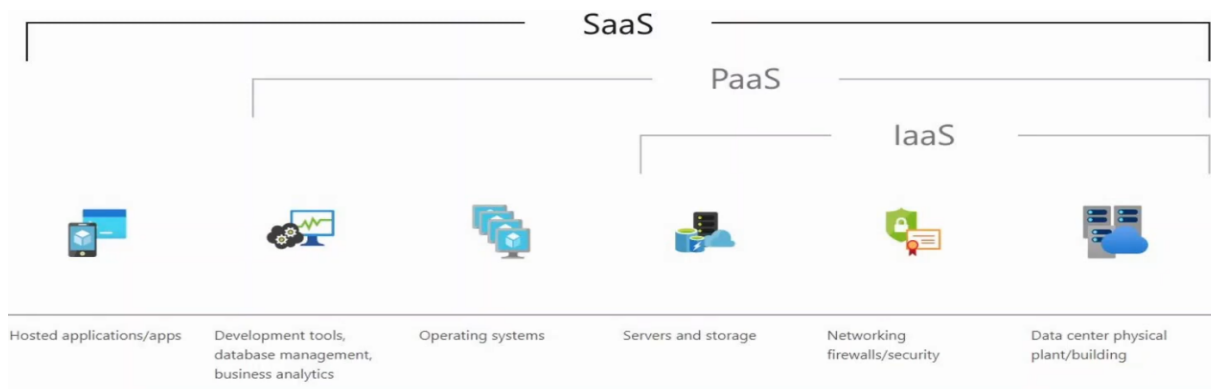 SaaS
PaaS
IaaS
Hosted applications/apps
Development tools,
database management,
business analytics
Operating systems
Servers and storage
Networking
firewalls/security
Data center physical
plant/building